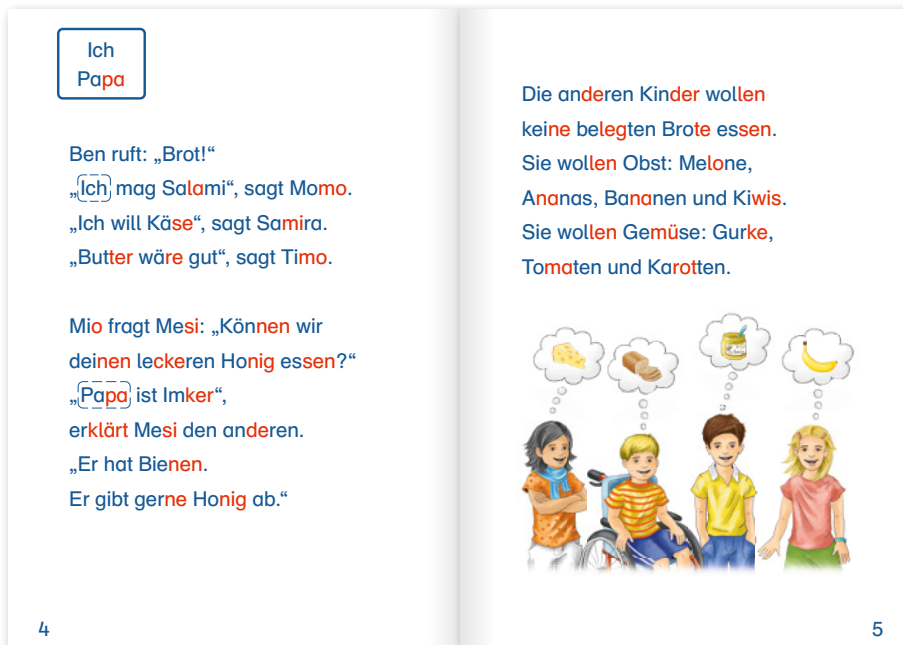 Ich
Papa
Ben ruft: „Brot!“
„Ich mag Salami“, sagt Momo.
„Ich will Käse“, sagt Samira.
„Butter wäre gut“, sagt Timo.
Mio fragt Mesi: „Können wir
deinen leckeren Honig essen?“
„Papa ist Imker“,
erklärt Mesi den anderen.
„Er hat Bienen.
Er gibt gerne Honig ab.“
4
Die anderen Kinder wollen
keine belegten Brote essen.
Sie wollen Obst: Melone,
Ananas, Bananen und Kiwis.
Sie wollen Gemüse: Gurke,
Tomaten und Karotten.
5